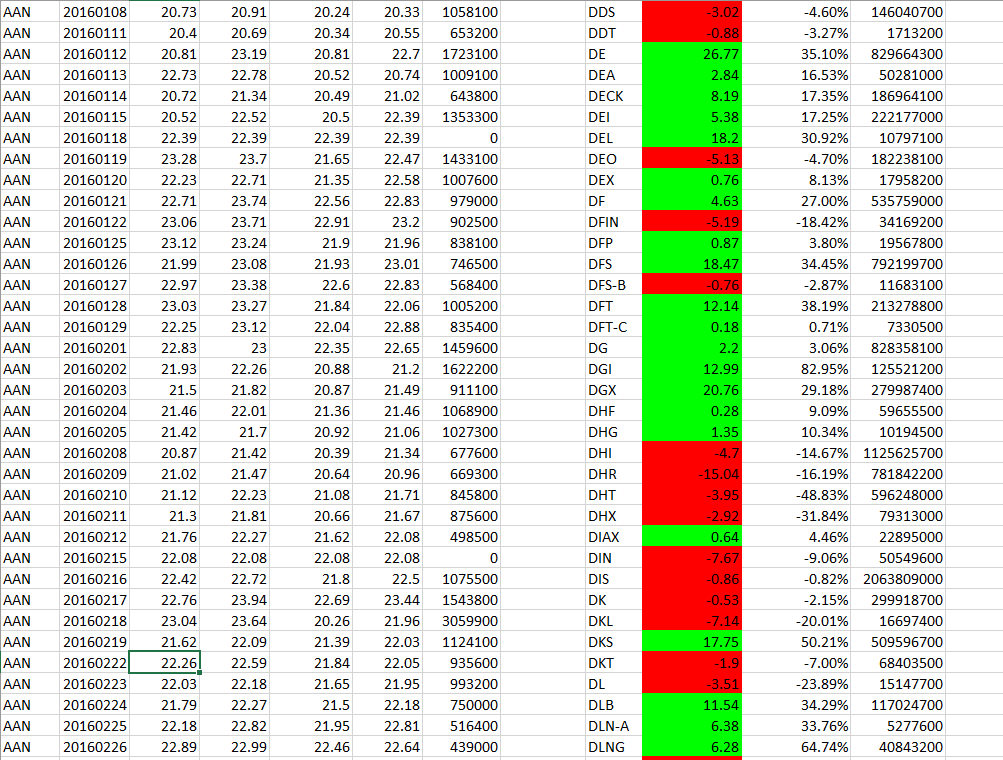 AAN 20160108 20.73 20.91 20.24 20.33 1058100 DDS -3.02 -4.60% 146040700
AAN 20160111 20.4 20.69 20.34 20.55 653200 DDT -0.88 -3.27% 1713200
AAN 20160112 20.81 23.19 20.81 22.7 1723100 DE 26.77 35.10% 829664300
AAN 20160113 22.73 22.78 20.52 20.74 1009100 DEA 2.84 16.53% 50281000
AAN 20160114 20.72 21.34 20.49 21.02 643800 DECK 8.19 17.35% 186964100
AAN 20160115 20.52 22.52 20.5 22.39 1353300 DEI 5.38 17.25% 222177000
AAN 20160118 22.39 22.39 22.39 22.39 0 DEL 18.2 30.92% 10797100
AAN 20160119 23.28 23.7 21.65 22.47 1433100 DEO -5.13 -4.70% 182238100
AAN 20160120 22.23 22.71 21.35 22.58 1007600 DEX 0.76 8.13% 17958200
AAN 20160121 22.71 23.74 22.56 22.83 979000 DF 4.63 27.00% 535759000
AAN 20160122 23.06 23.71 22.91 23.2 902500 DFIN -5.19 -18.42% 34169200
AAN 20160125 23.12 23.24 21.9 21.96 838100 DFP 0.87 3.80% 19567800
AAN 20160126 21.99 23.08 21.93 23.01 746500 DFS 18.47 34.45% 792199700
AAN 20160127 22.97 23.38 22.6 22.83 568400 DFS-B -0.76 -2.87% 11683100
AAN 20160128 23.03 23.27 21.84 22.06 1005200 DFT 12.14 38.19% 213278800
AAN 20160129 22.25 23.12 22.04 22.88 835400 DFT-C 0.18 0.71% 7330500
AAN 20160201 22.83 23 22.35 22.65 1459600 DG 2.2 3.06% 828358100
AAN 20160202 21.93 22.26 20.88 21.2 1622200 DGI 12.99 82.95% 125521200
AAN 20160203 21.5 21.82 20.87 21.49 911100 DGX 20.76 29.18% 279987400
AAN 20160204 21.46 22.01 21.36 21.46 1068900 DHF 0.28 9.09% 59655500
AAN 20160205 21.42 21.7 20.92 21.06 1027300 DHG 1.35 10.34% 10194500
AAN 20160208 20.87 21.42 20.39 21.34 677600 DHI -4.7 -14.67% 1125625700
AAN 20160209 21.02 21.47 20.64 20.96 669300 DHR -15.04 -16.19% 781842200
AAN 20160210 21.12 22.23 21.08 21.71 845800 DHT -3.95 -48.83% 596248000
AAN 20160211 21.3 21.81 20.66 21.67 875600 DHX -2.92 -31.84% 79313000
AAN 20160212 21.76 22.27 21.62 22.08 498500 DIAX 0.64 4.46% 22895000
AAN 20160215 22.08 22.08 22.08 22.08 0 DIN -7.67 -9.06% 50549600
AAN 20160216 22.42 22.72 21.8 22.5 1075500 DIS -0.86 -0.82% 2063809000
AAN 20160217 22.76 23.94 22.69 23.44 1543800 DK -0.53 -2.15% 299918700
AAN 20160218 23.04 23.64 20.26 21.96 3059900 DKL -7.14 -20.01% 16697400
AAN 20160219 21.62 22.09 21.39 22.03 1124100 DKS 17.75 50.21% 509596700
AAN 20160222 22.26 22.59 21.84 22.05 935600 DKT -1.9 -7.00% 68403500
AAN 20160223 22.03 22.18 21.65 21.95 993200 DL -3.51 -23.89% 15147700
AAN 20160224 21.79 22.27 21.5 22.18 750000 DLB 11.54 34.29% 117024700
AAN 20160225 22.18 22.82 21.95 22.81 516400 DLN-A 6.38 33.76% 5277600
AAN 20160226 22.89 22.99 22.46 22.64 439000 DLNG 6.28 64.74% 40843200